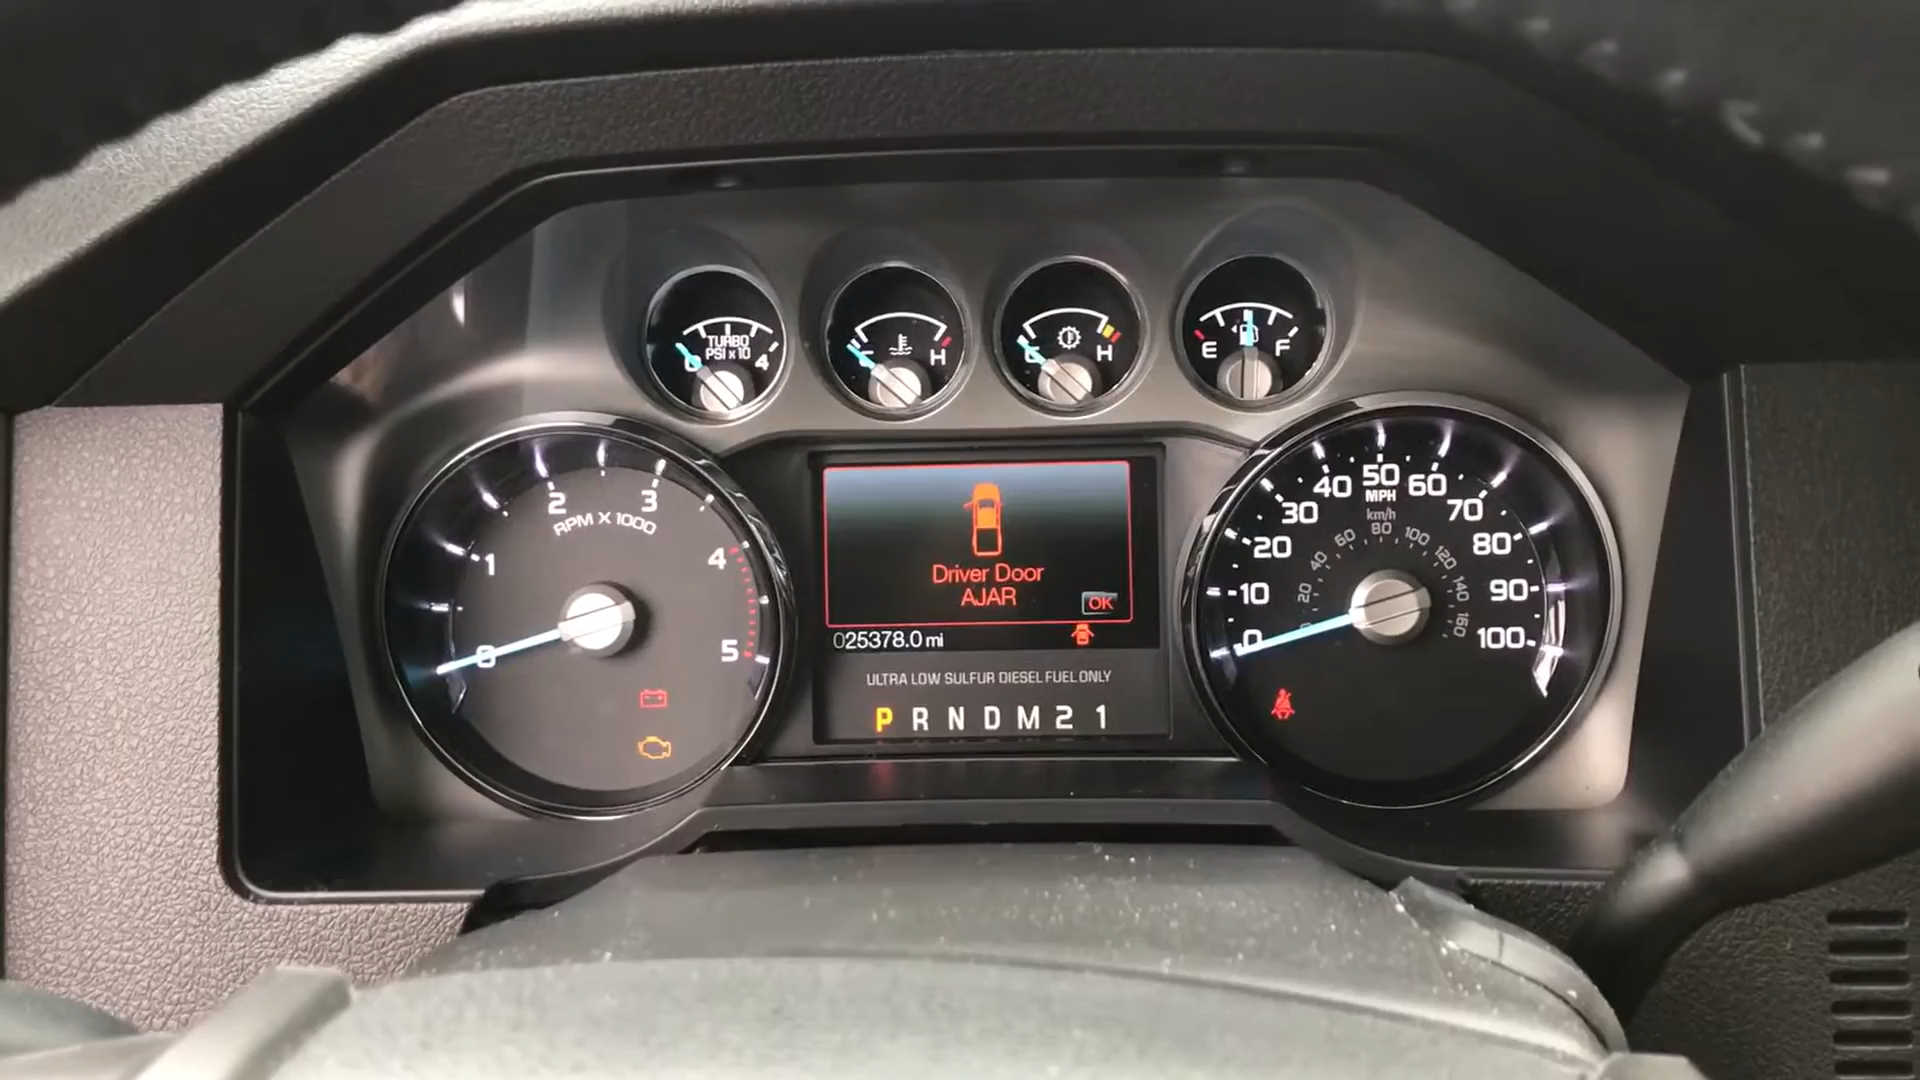 TURBO
PSI x 10
0 4
C H
C H
E F
0 1 2 3 4 5
RPM X 1000
Driver Door
AJAR
OK
025378.0 mi
ULTRA LOW SULFUR DIESEL FUEL ONLY
P R N D M 2 1
0 10 20 30 40 50 60 70 80 90 100
MPH
km/h
0 20 40 60 80 100 120 140 160